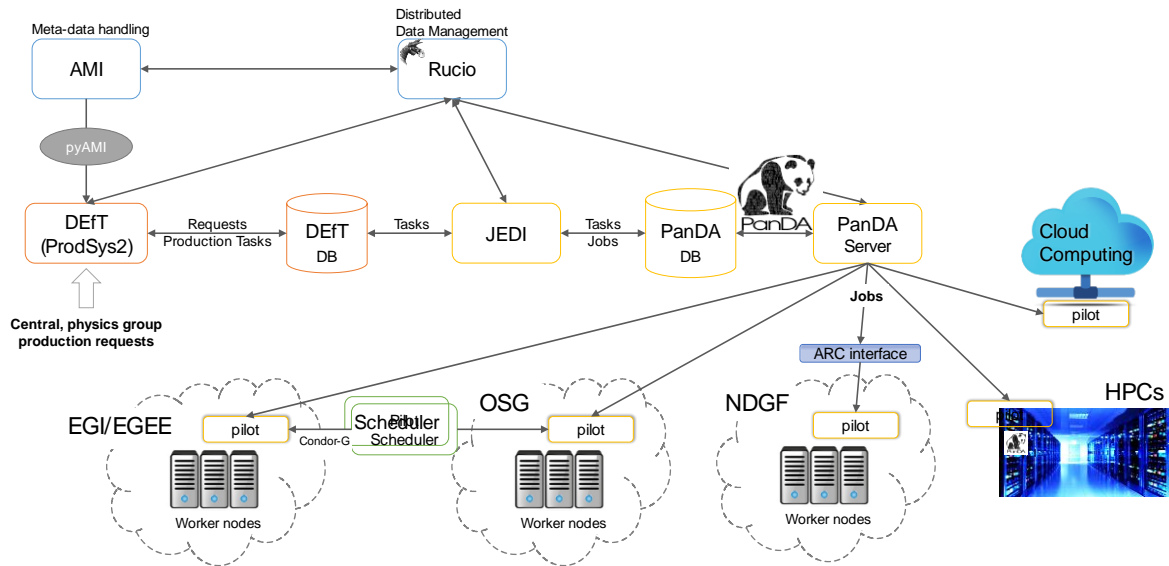 Meta-data handling
Distributed
Data Management
AMI
Rucio
pyAMI
PanDA
DEfT
(ProdSys2)
Requests
Production Tasks
DEfT
DB
Tasks
JEDI
Tasks
Jobs
PanDA
DB
PanDA
Server
Cloud
Computing
pilot
Central, physics group
production requests
Jobs
ARC interface
EGI/EGEE
pilot
Condor-G
Scheduler
Scheduler
OSG
pilot
NDGF
pilot
HPCs
PanDA
Worker nodes
Worker nodes
Worker nodes